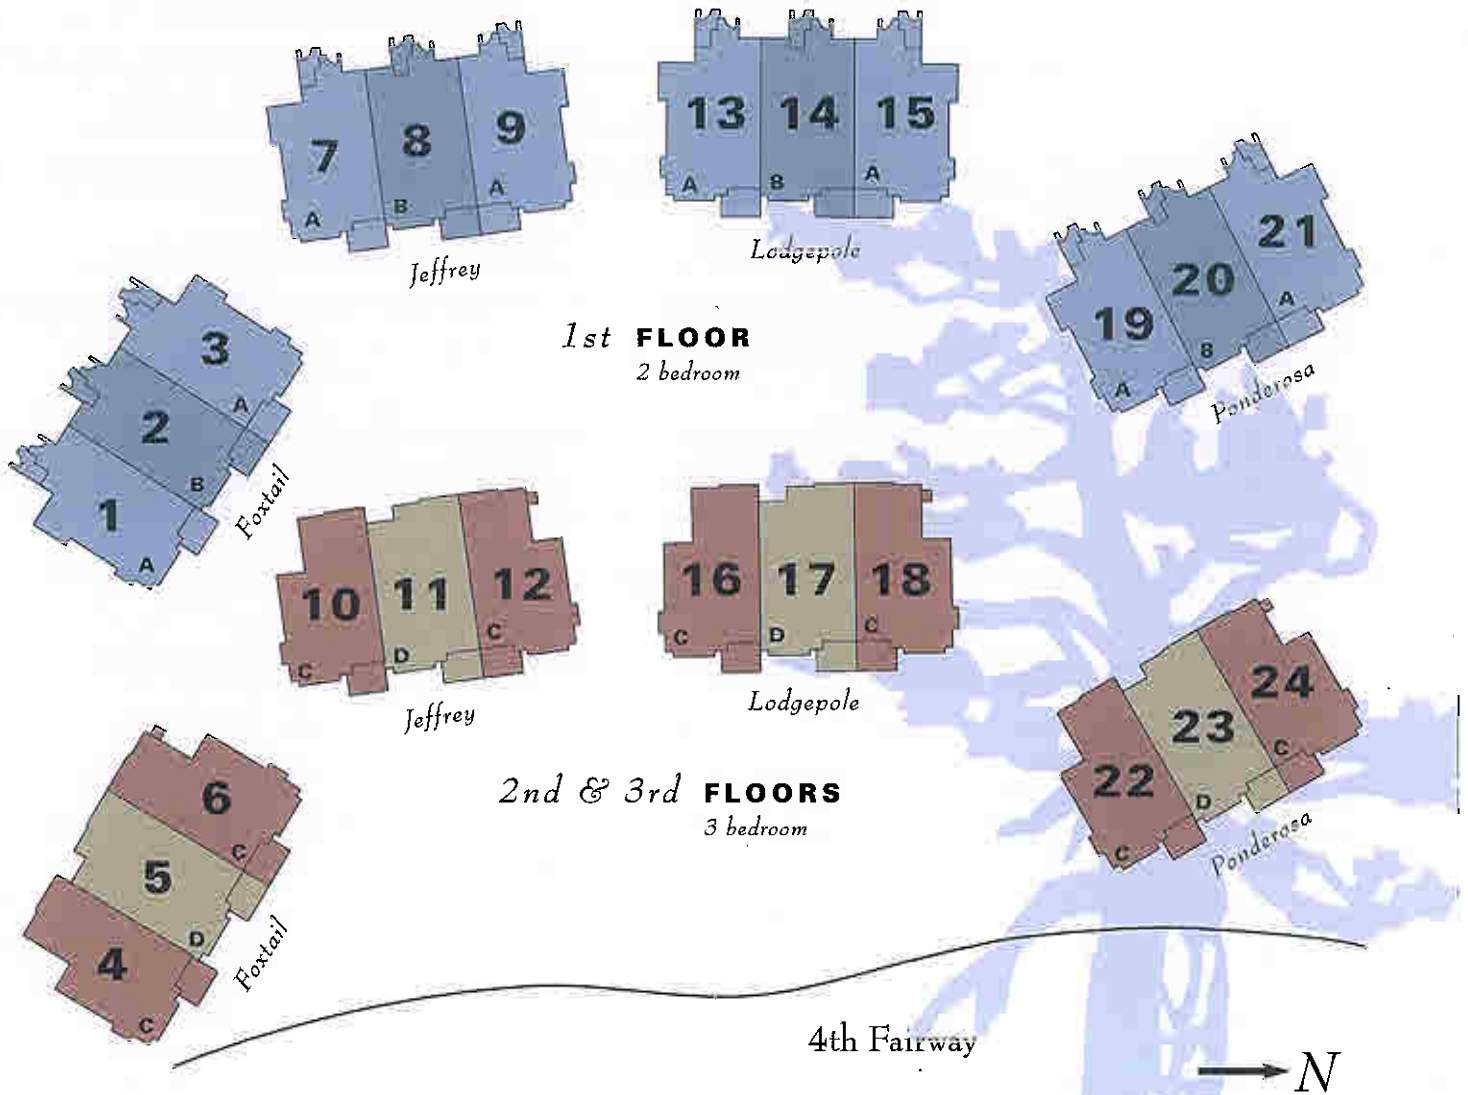 7 8 9
A B A
Jeffrey
13 14 15
A B A
Lodgepole
19 20 21
A B A
Ponderosa
3
A
2
B
1
A
Foxtail
1st FLOOR
2 bedroom
10 11 12
C D C
Jeffrey
16 17 18
C D C
Lodgepole
22 23 24
C D C
Ponderosa
6
C
5
D
4
C
Foxtail
2nd & 3rd FLOORS
3 bedroom
4th Fairway
N